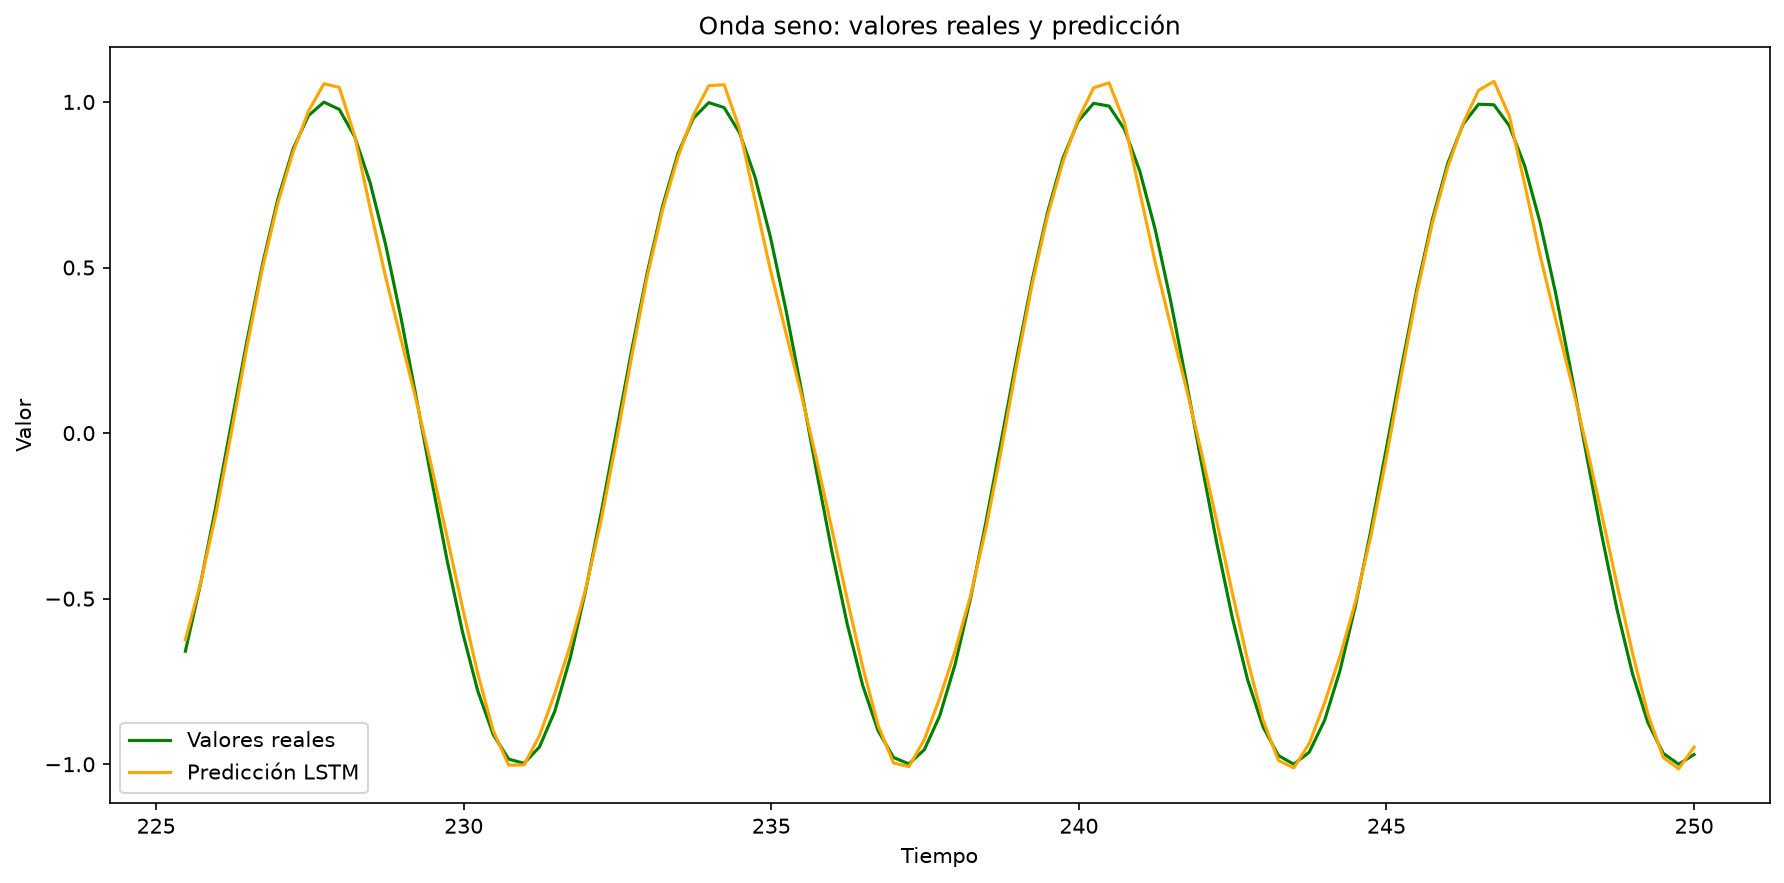 Onda seno: valores reales y predicción
Valor
1.0
0.5
0.0
−0.5
−1.0
Valores reales
Predicción LSTM
225
230
235
240
245
250
Tiempo